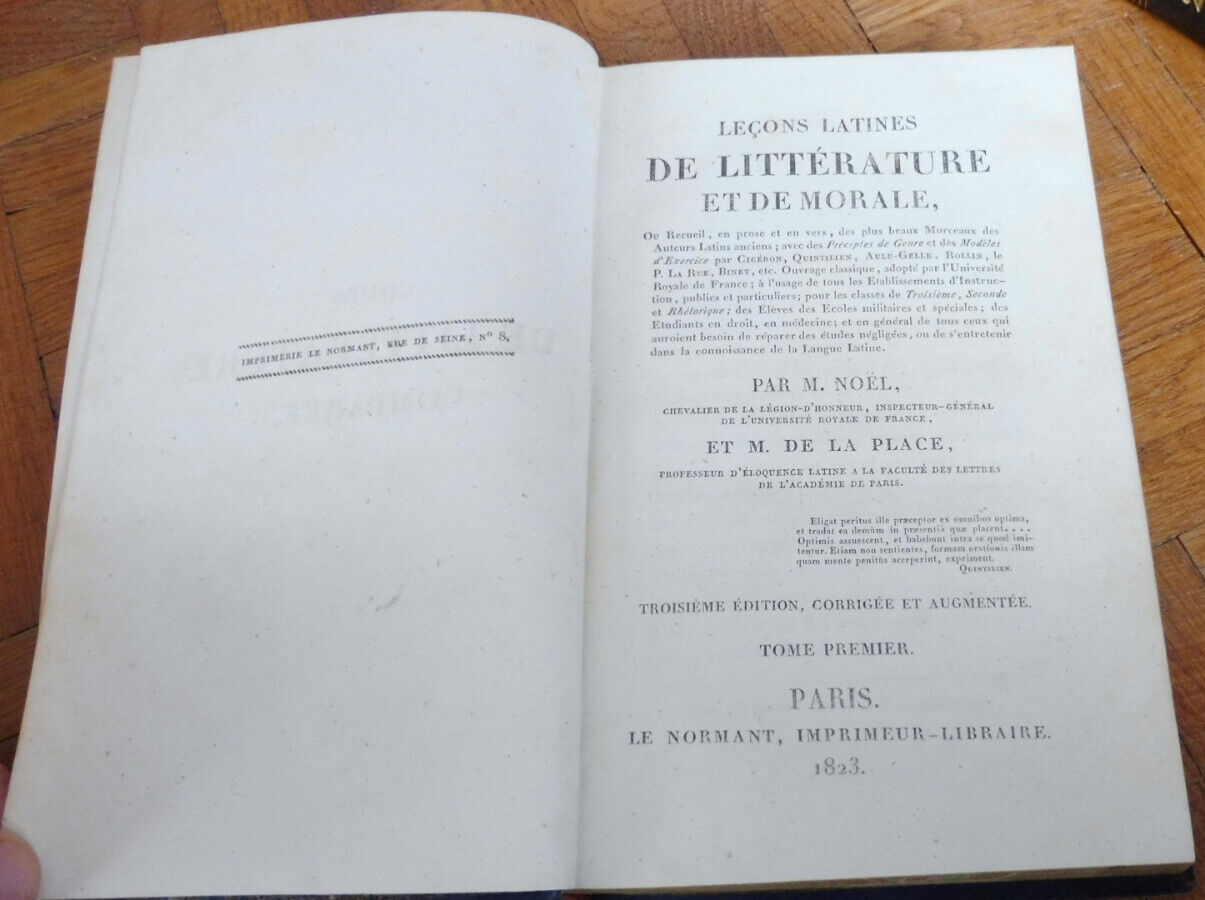 IMPRIMERIE LE NORMANT, RUE DE SEINE, Nº 8,
LEÇONS LATINES
DE LITTÉRATURE
ET DE MORALE,
Ou Recueil, en prose et en vers, des plus beaux Morceaux des
Auteurs Latins anciens; avec des Préceptes de Genre et des Modèles
d'Exercice par CICÉRON, QUINTILIEN, AULU-GELLE, ROLLIN, le
P. LA RUE, BINET, etc. Ouvrage classique, adopté par l'Université
Royale de France; à l'usage de tous les Etablissements d'Instruc-
tion, publics et particuliers; pour les classes de Troisième, Seconde
et Rhétorique; des Elèves des Ecoles militaires et spéciales; des
Etudiants en droit, en médecine; et en général de tous ceux qui
auroient besoin de réparer des études négligées, ou de s'entretenir
dans la connoissance de la Langue Latine.
PAR M. NOËL,
CHEVALIER DE LA LÉGION-D'HONNEUR, INSPECTEUR-GÉNÉRAL
DE L'UNIVERSITÉ ROYALE DE FRANCE,
ET M. DE LA PLACE,
PROFESSEUR D'ÉLOQUENCE LATINE A LA FACULTÉ DES LETTRES
DE L'ACADÉMIE DE PARIS.
Eligat peritus ille præceptor ex omnibus optima,
et tradat ea demùm in præsentiâ quæ placent....
Optimis assuescent, et habebunt intra se quod imi-
tentur. Etiam non sentientes, formam orationis illam
quam mente penitùs acceperint, expriment.
QUINTILIEN.
TROISIÈME ÉDITION, CORRIGÉE ET AUGMENTÉE.
TOME PREMIER.
PARIS.
LE NORMANT, IMPRIMEUR-LIBRAIRE.
1823.